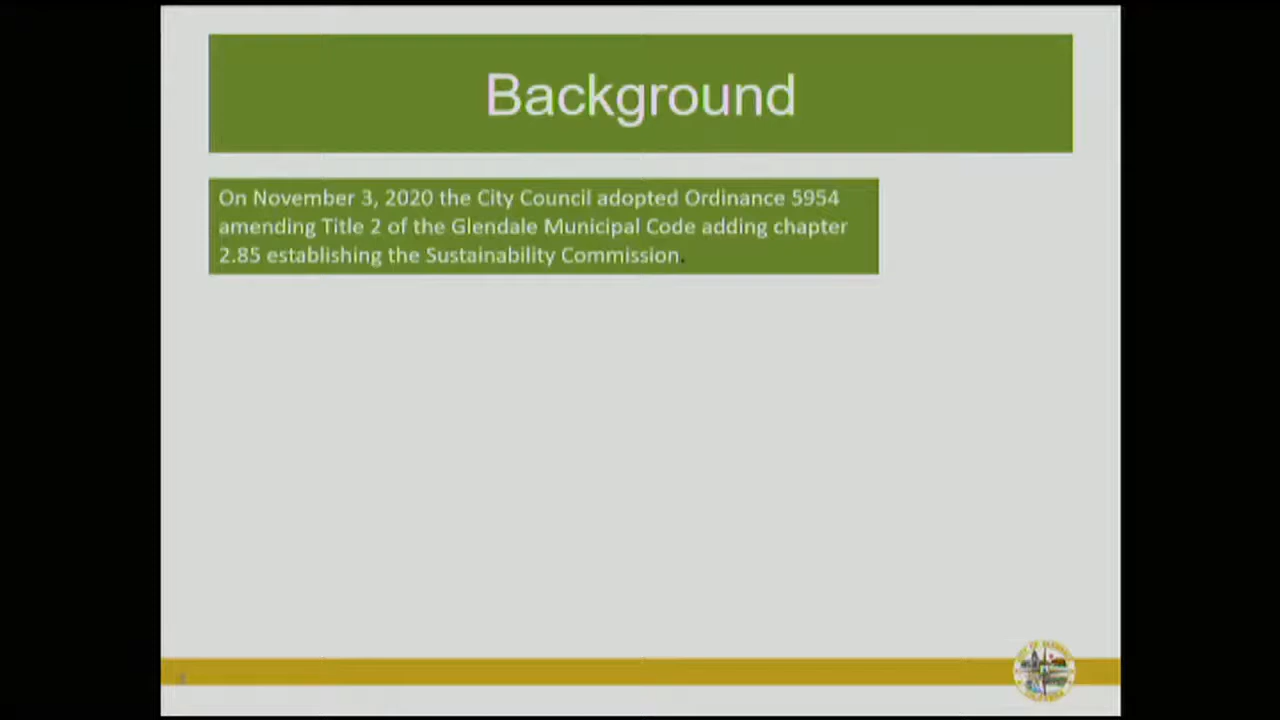 Background
On November 3, 2020 the City Council adopted Ordinance 5954
amending Title 2 of the Glendale Municipal Code adding chapter
2.85 establishing the Sustainability Commission.